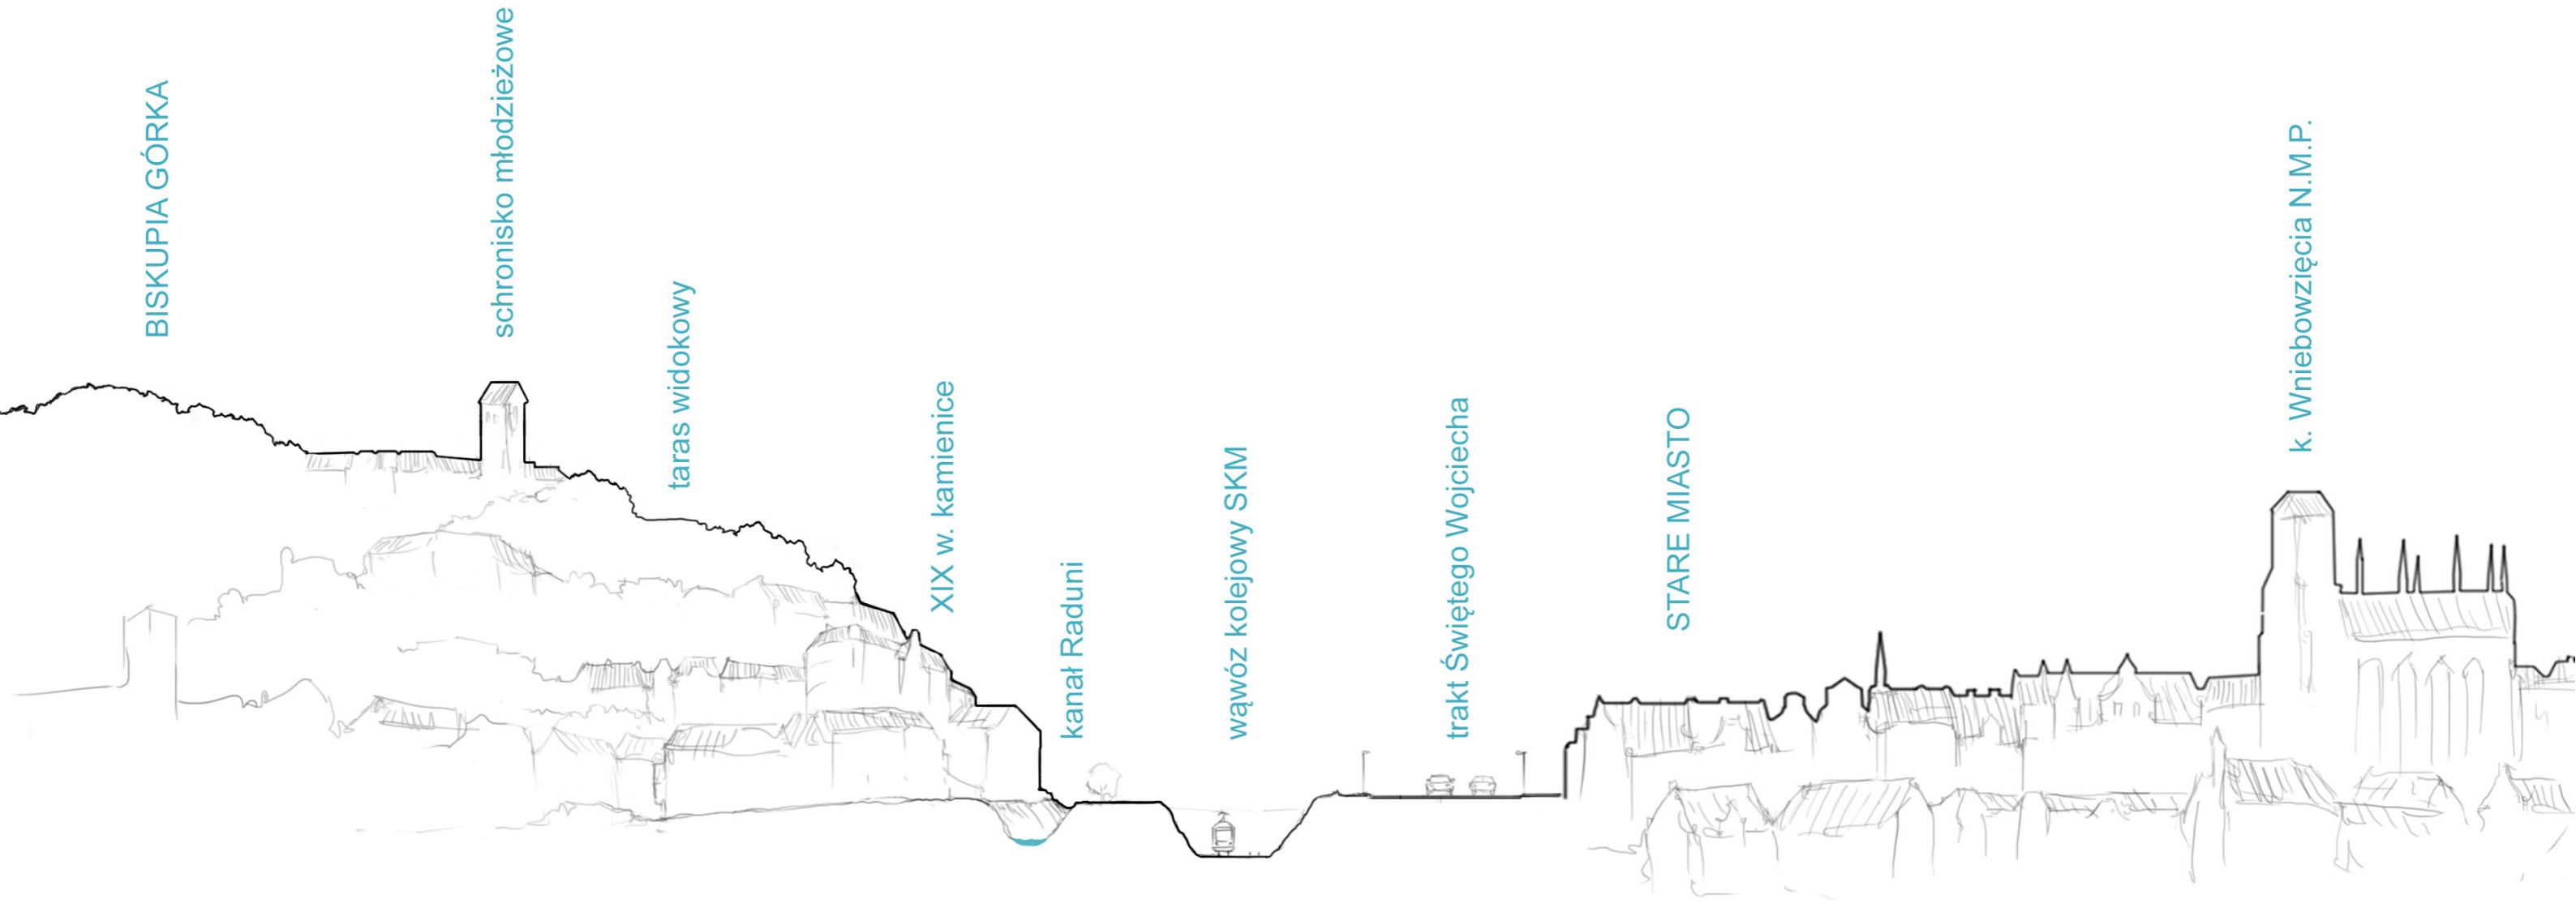 BISKUPIA GÓRKA
schronisko młodzieżowe
taras widokowy
XIX w. kamienice
kanał Raduni
wąwóz kolejowy SKM
trakt Świętego Wojciecha
STARE MIASTO
k. Wniebowzięcia N.M.P.